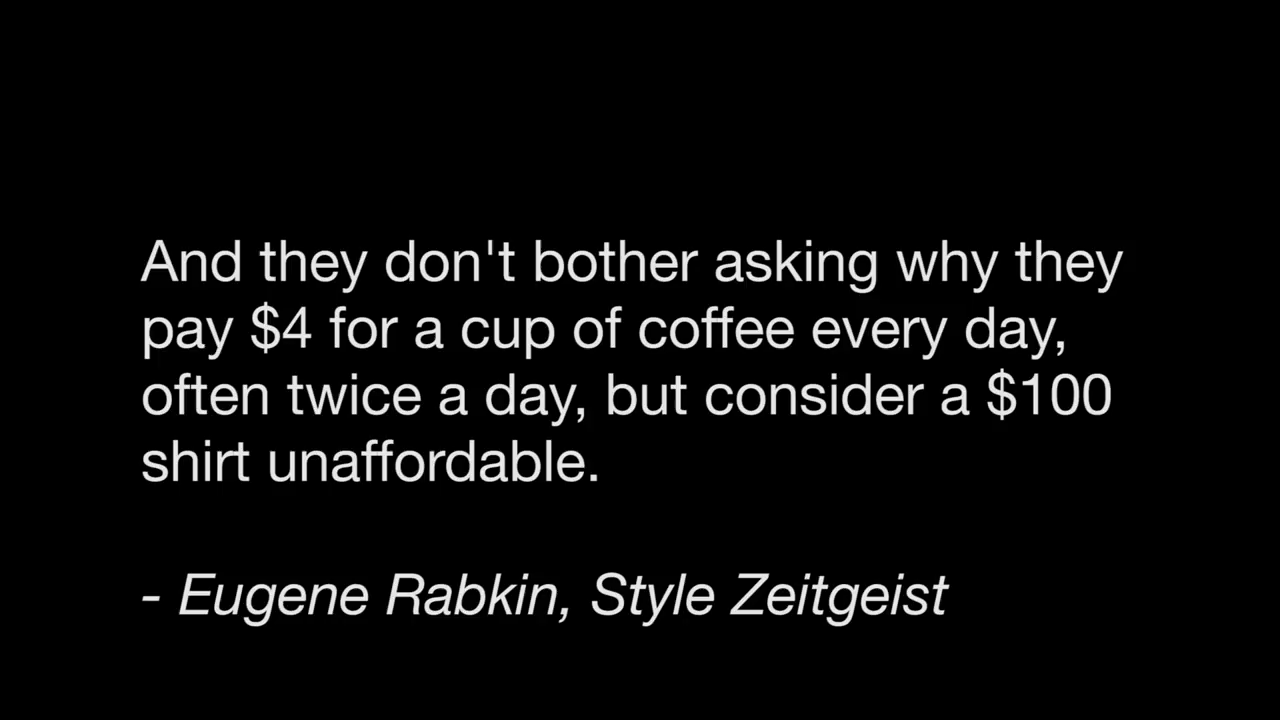 And they don't bother asking why they
pay $4 for a cup of coffee every day,
often twice a day, but consider a $100
shirt unaffordable.
- Eugene Rabkin, Style Zeitgeist